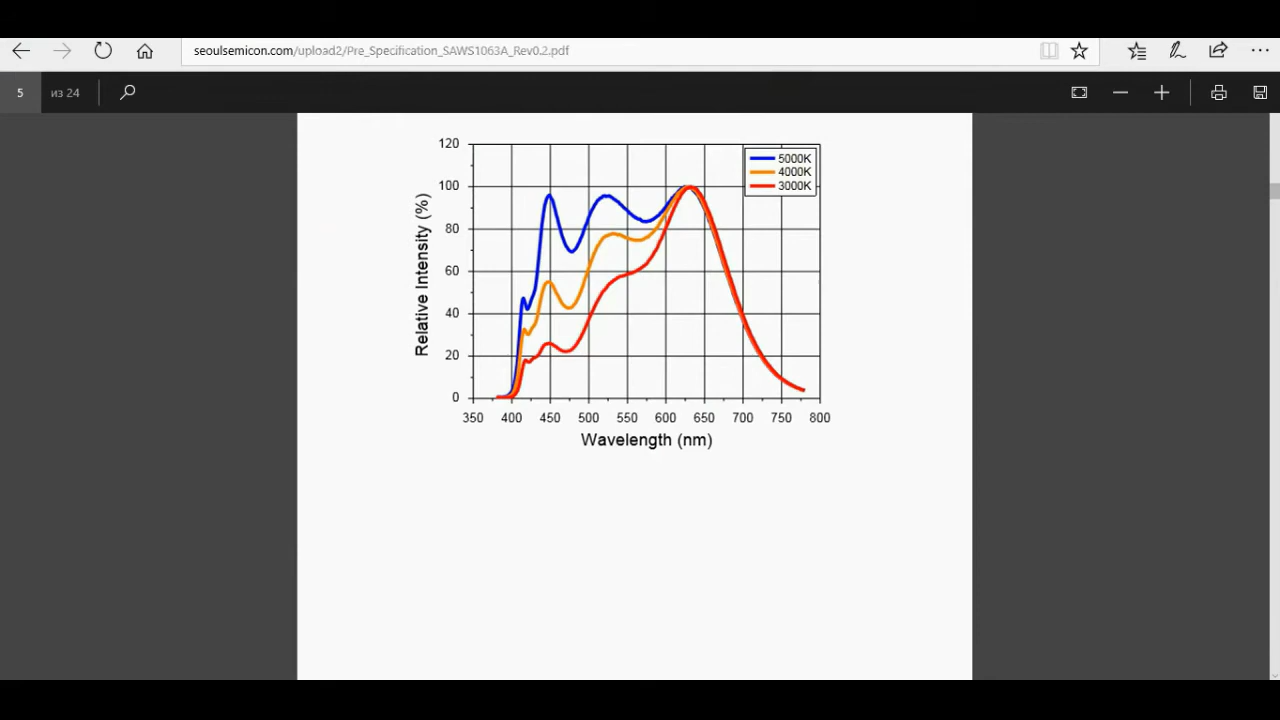 seoulsemicon.com/upload2/Pre_Specification_SAWS1063A_Rev0.2.pdf
5 из 24
120
100
80
60
40
20
0
Relative Intensity (%)
5000K
4000K
3000K
350 400 450 500 550 600 650 700 750 800
Wavelength (nm)